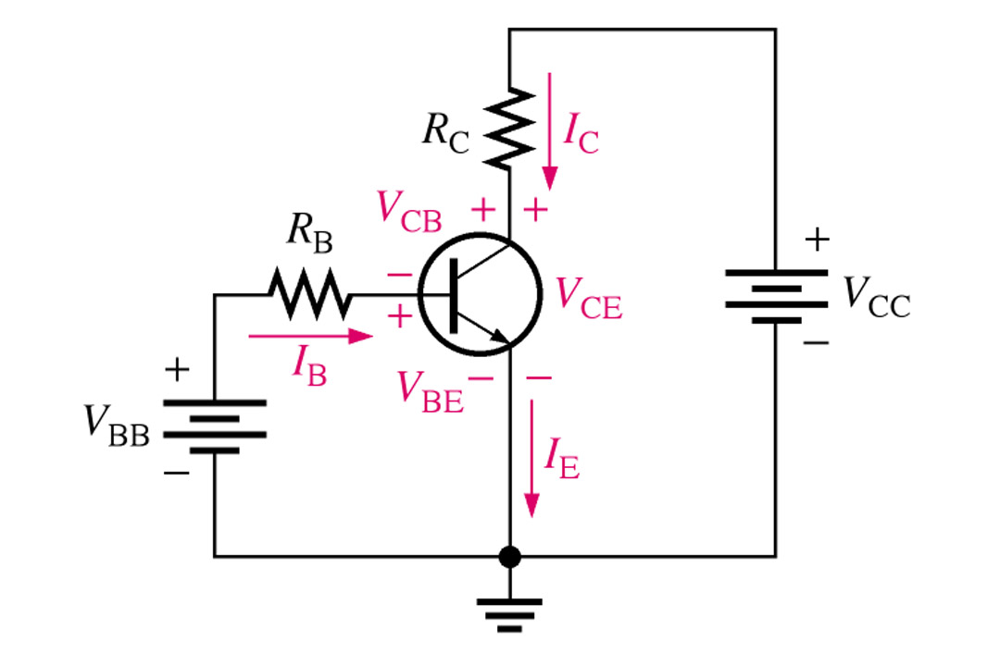 R_C
I_C
V_CB
+ +
R_B
−
+
V_CE
+
V_CC
−
I_B
V_BE
− −
+
V_BB
−
I_E